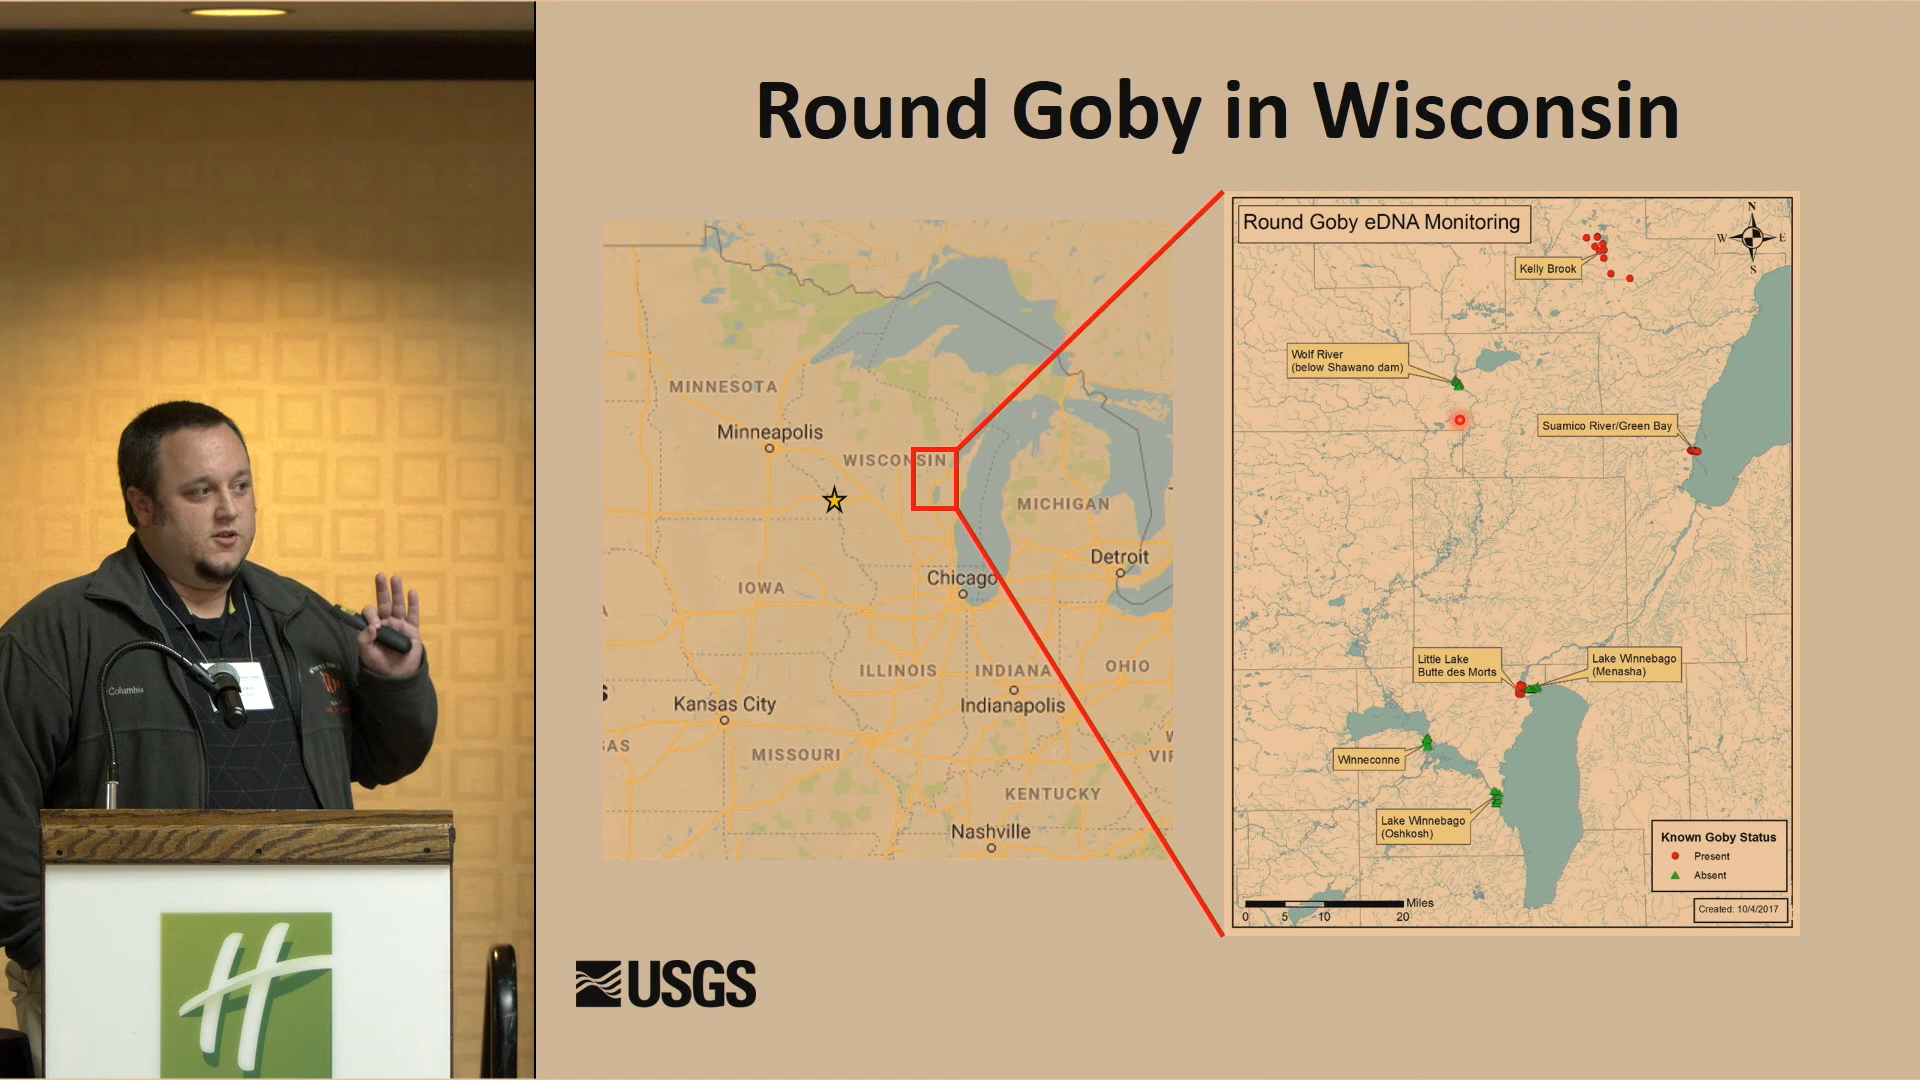 Round Goby in Wisconsin
MINNESOTA
Minneapolis
WISCONSIN
MICHIGAN
Detroit
IOWA
Chicago
ILLINOIS
INDIANA
OHIO
Kansas City
Indianapolis
MISSOURI
KENTUCKY
Nashville
Round Goby eDNA Monitoring
N
W
E
S
Kelly Brook
Wolf River
(below Shawano dam)
Suamico River/Green Bay
Little Lake
Butte des Morts
Lake Winnebago
(Menasha)
Winneconne
Lake Winnebago
(Oshkosh)
Known Goby Status
Present
Absent
Miles
0 5 10 20
Created: 10/4/2017
USGS
Columbia
H